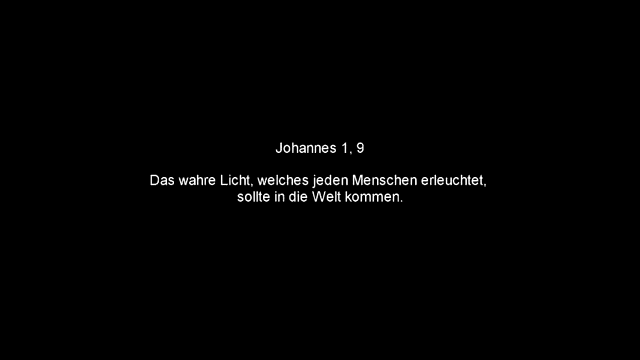 Johannes 1, 9
Das wahre Licht, welches jeden Menschen erleuchtet,
sollte in die Welt kommen.